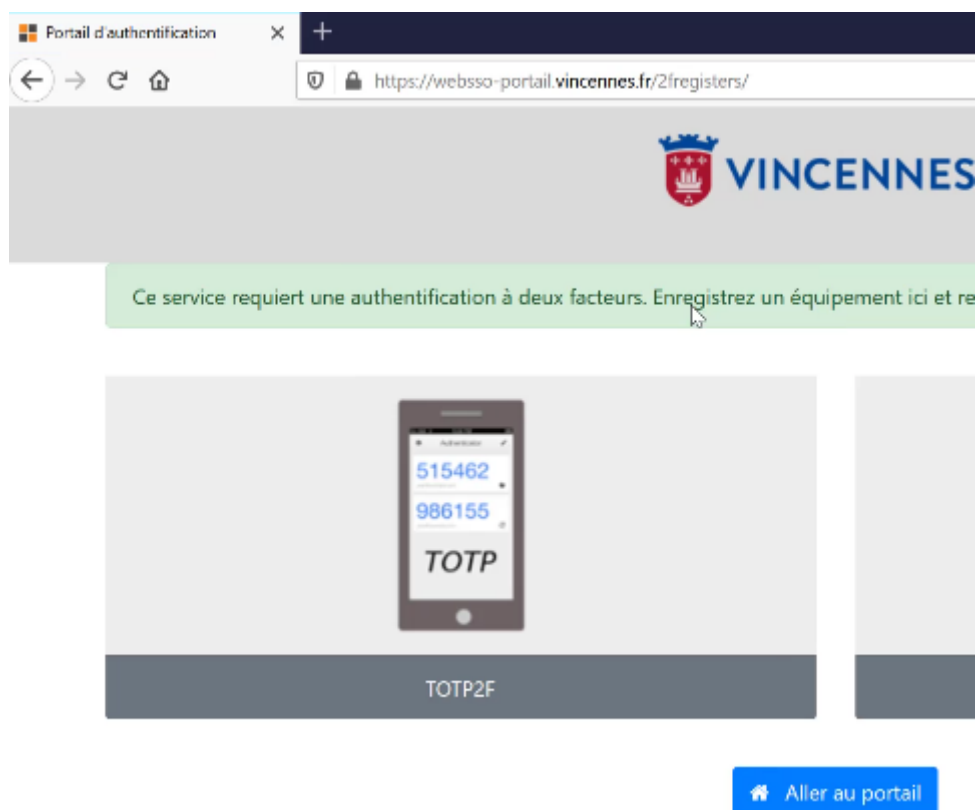 Portail d'authentification
https://websso-portail.vincennes.fr/2fregisters/
VINCENNES
Ce service requiert une authentification à deux facteurs. Enregistrez un équipement ici et re
Authenticator
515462
986155
TOTP
TOTP2F
Aller au portail